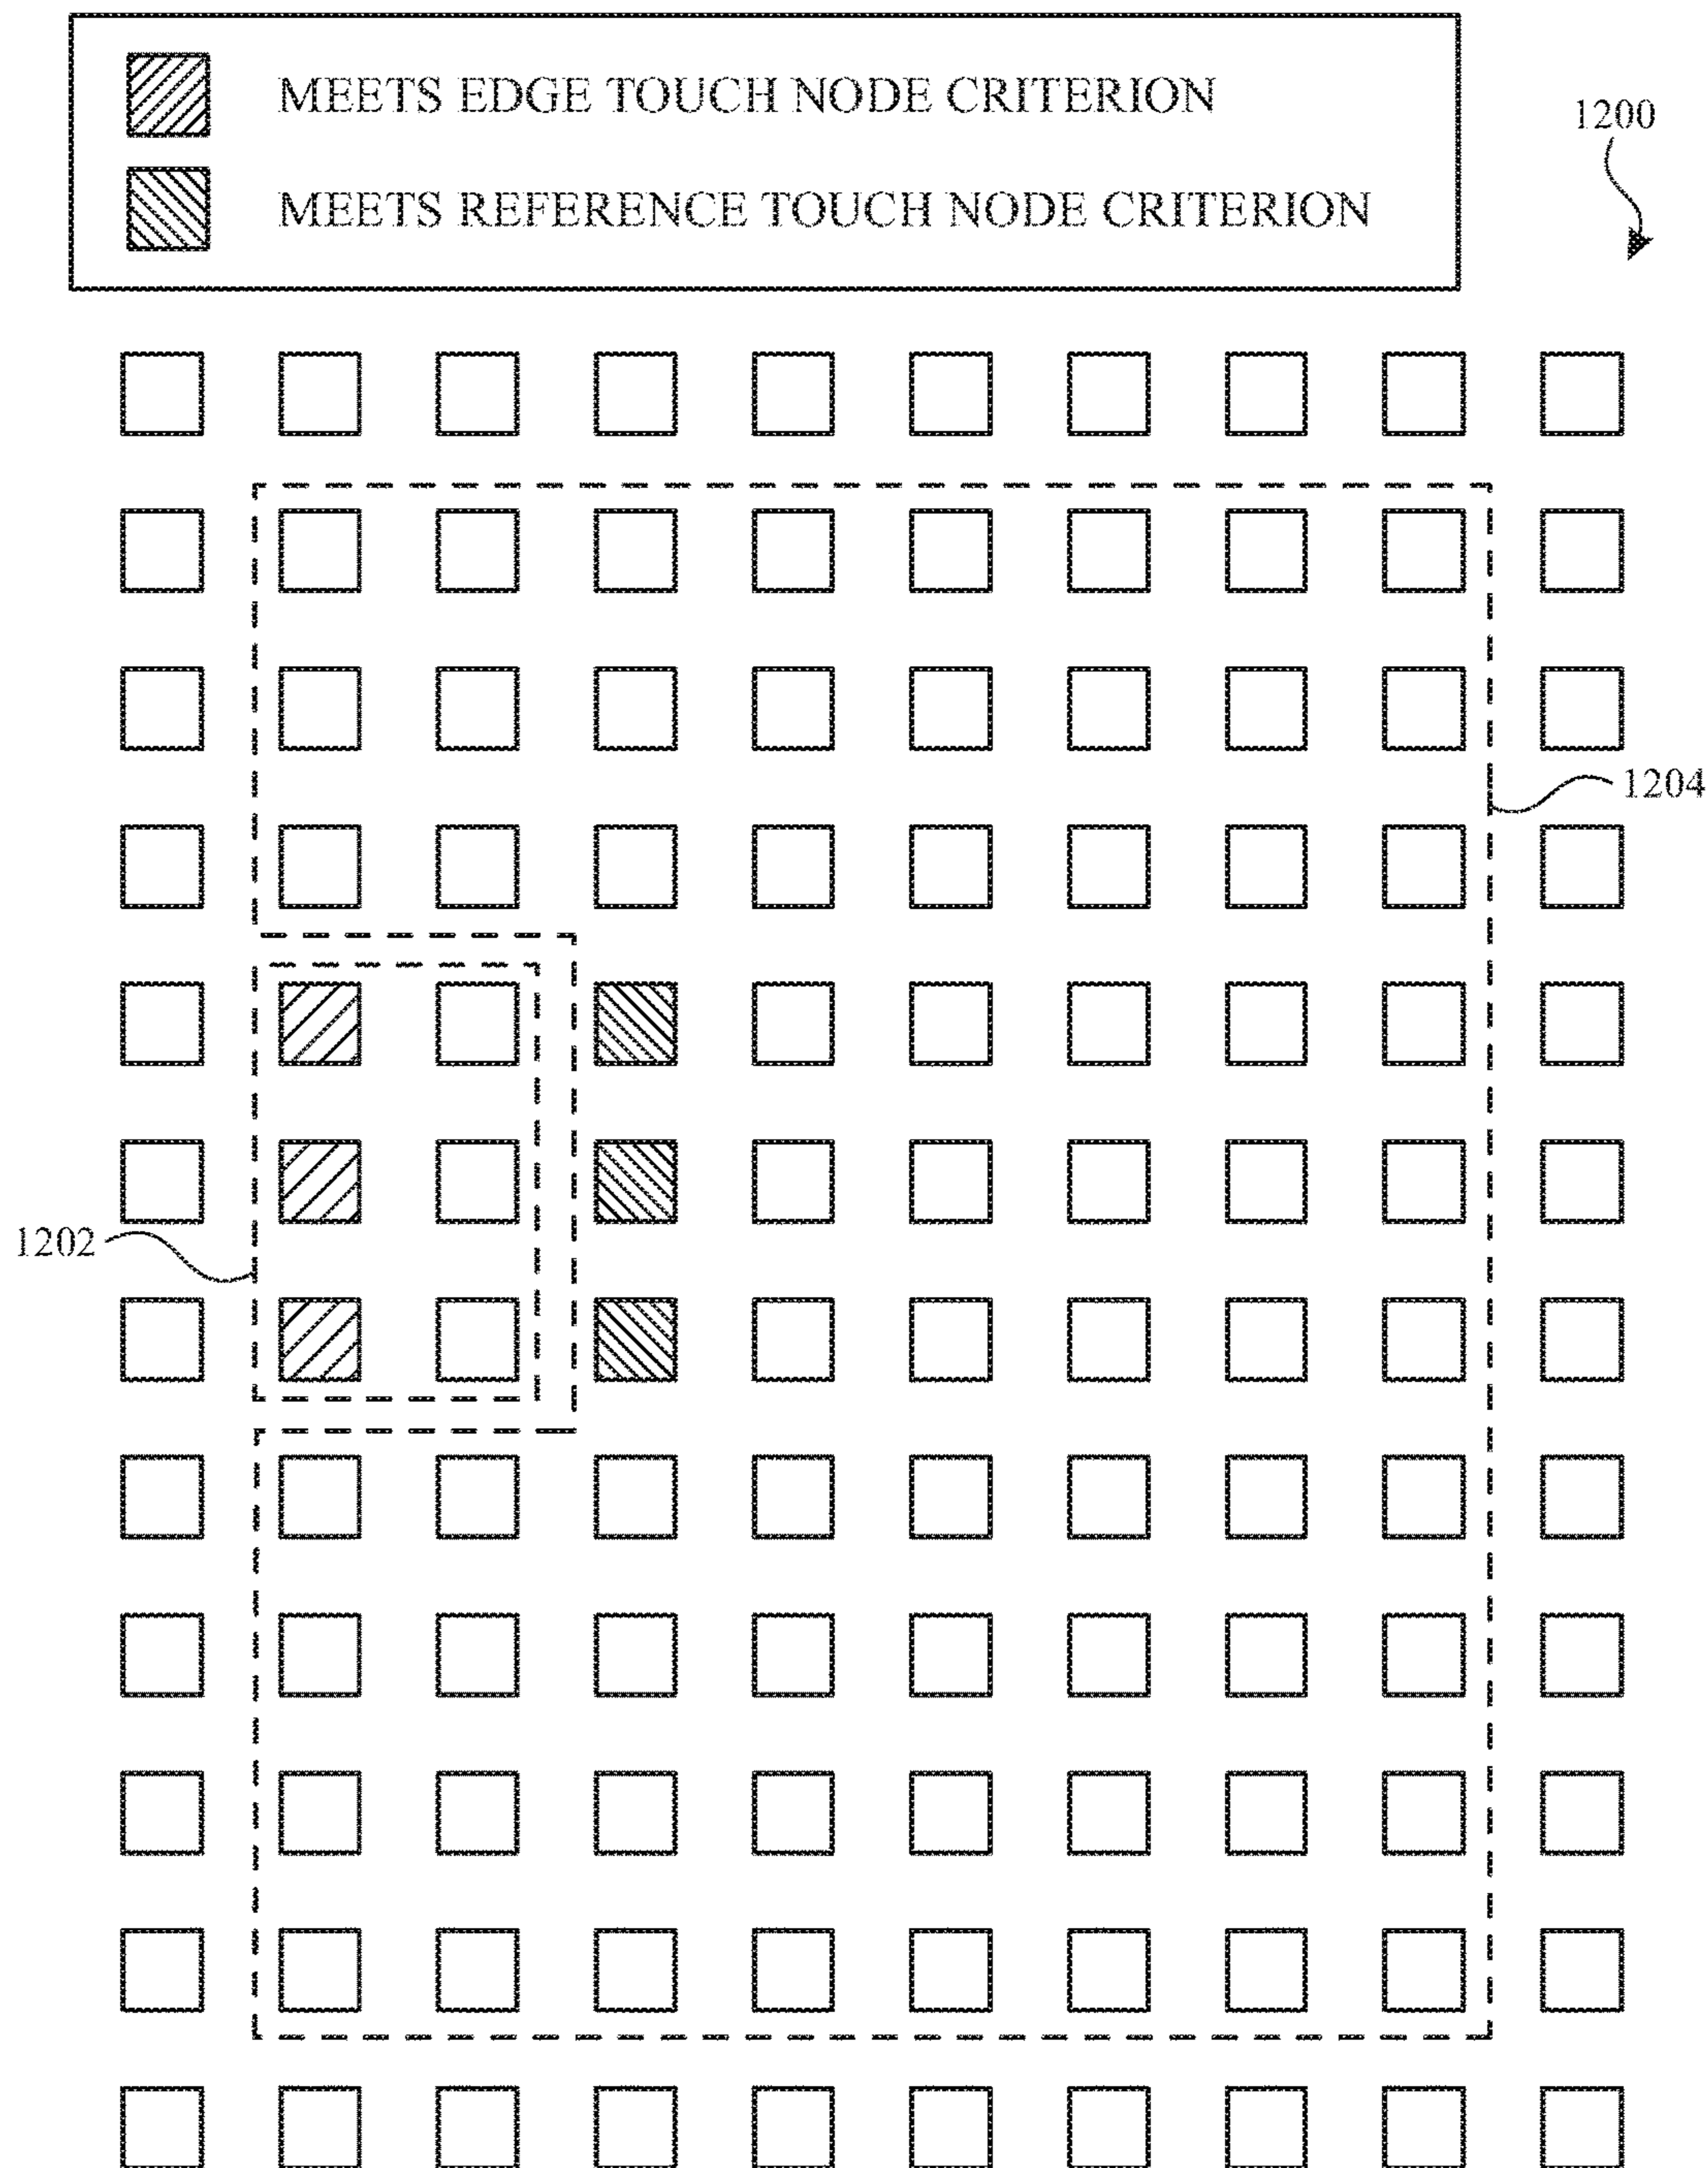 MEETS EDGE TOUCH NODE CRITERION
1200
MEETS REFERENCE TOUCH NODE CRITERION
1204
1202